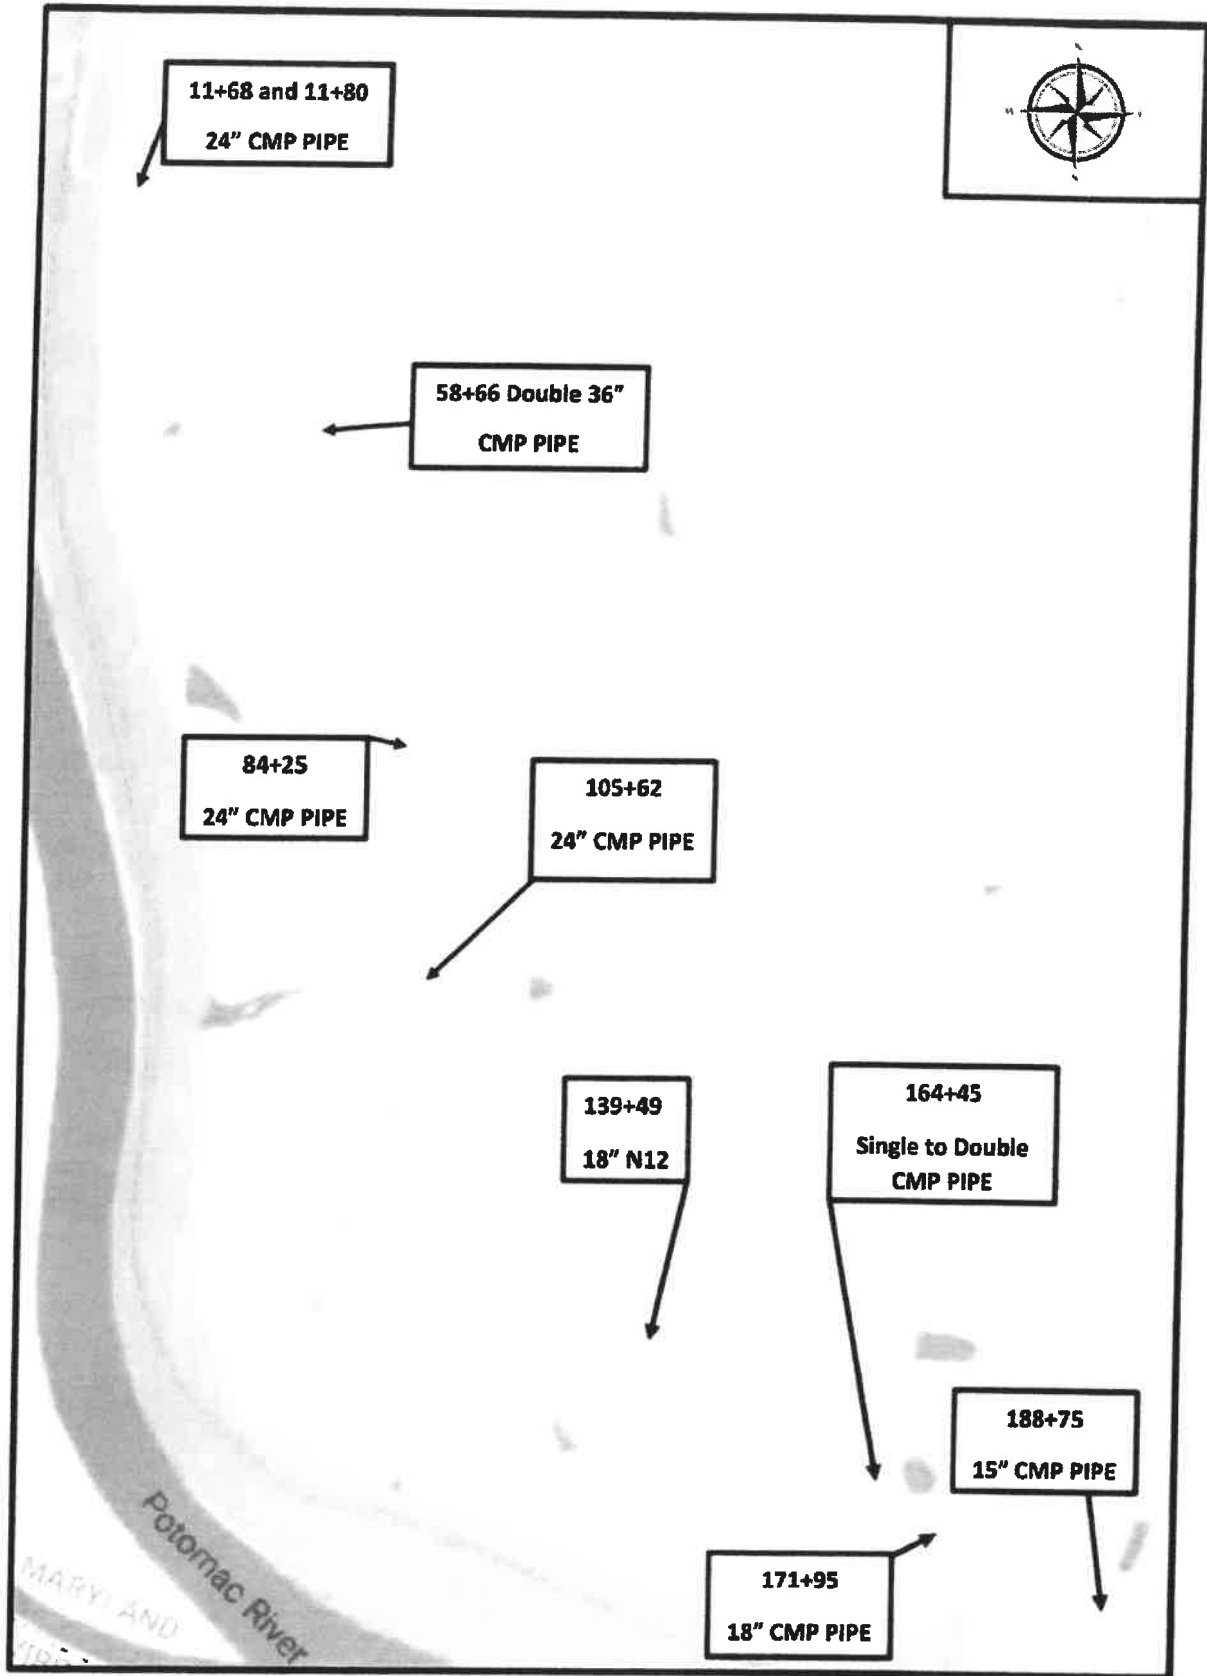 11+68 and 11+80
24" CMP PIPE
58+66 Double 36"
CMP PIPE
84+25
24" CMP PIPE
105+62
24" CMP PIPE
139+49
18" N12
164+45
Single to Double
CMP PIPE
188+75
15" CMP PIPE
171+95
18" CMP PIPE
Potomac River
MARYLAND